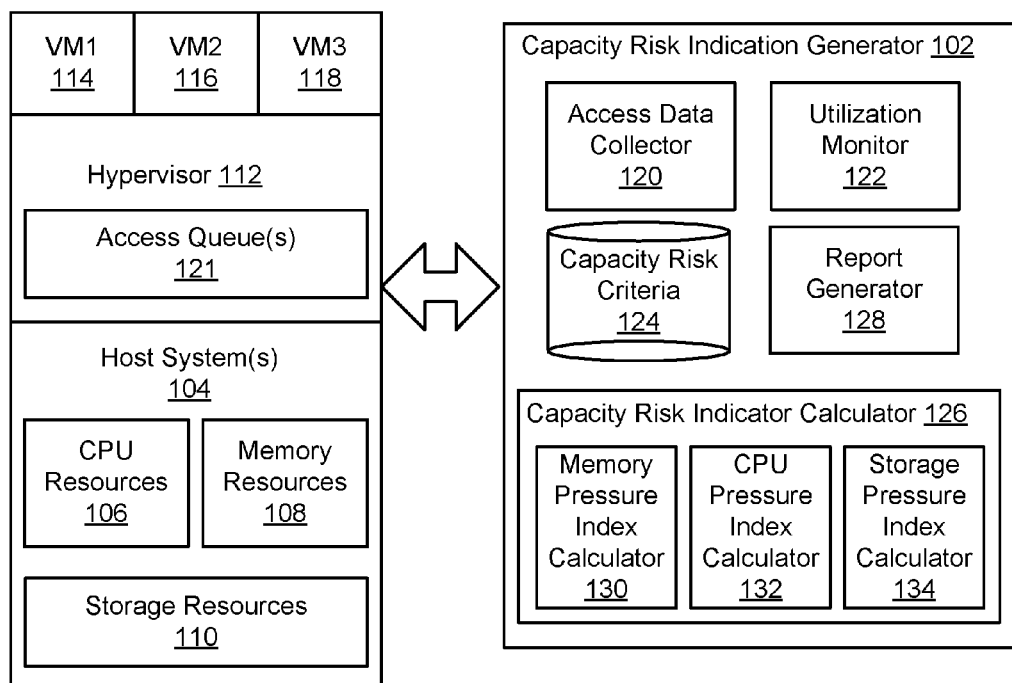 VM1
114
VM2
116
VM3
118
Hypervisor 112
Access Queue(s)
121
Host System(s)
104
CPU
Resources
106
Memory
Resources
108
Storage Resources
110
Capacity Risk Indication Generator 102
Access Data
Collector
120
Utilization
Monitor
122
Capacity Risk
Criteria
124
Report
Generator
128
Capacity Risk Indicator Calculator 126
Memory
Pressure
Index
Calculator
130
CPU
Pressure
Index
Calculator
132
Storage
Pressure
Index
Calculator
134